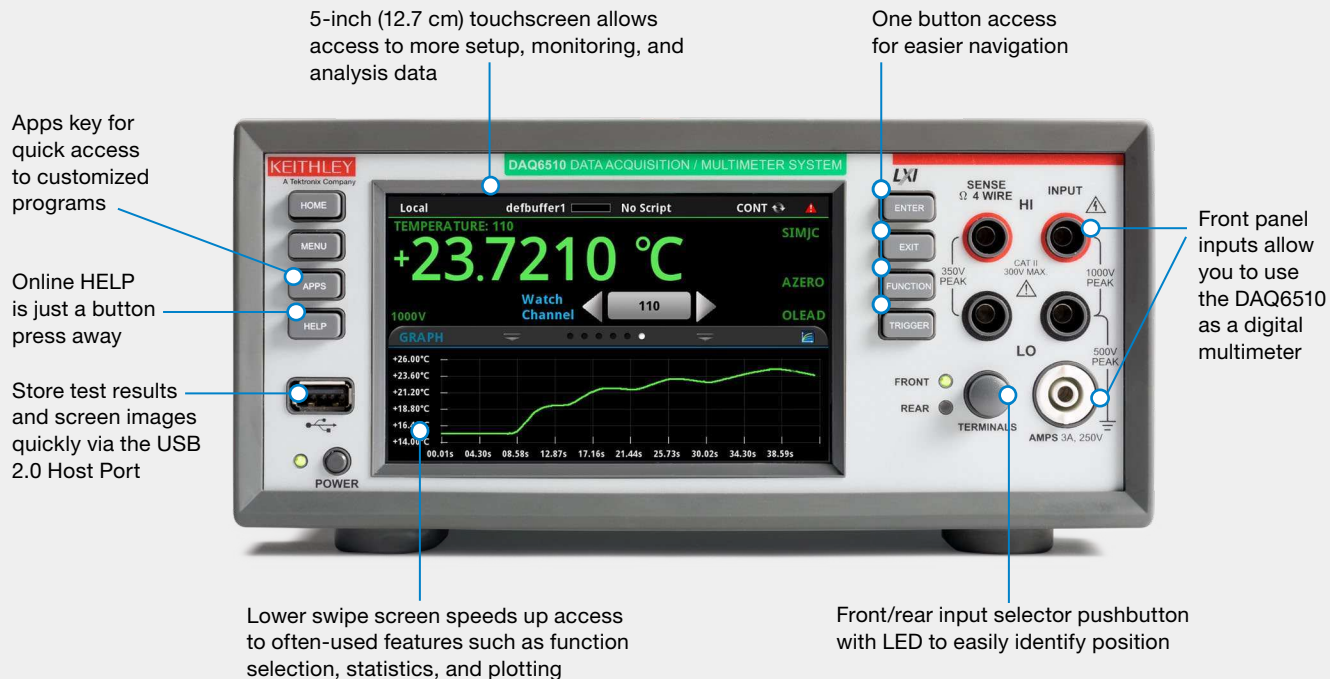 5-inch (12.7 cm) touchscreen allows
access to more setup, monitoring, and
analysis data
One button access
for easier navigation
Apps key for
quick access
to customized
programs
Online HELP
is just a button
press away
Store test results
and screen images
quickly via the USB
2.0 Host Port
KEITHLEY
A Tektronix Company
DAQ6510 DATA ACQUISITION / MULTIMETER SYSTEM
HOME
MENU
APPS
HELP
POWER
Local defbuffer1 No Script CONT
TEMPERATURE: 110
+23.7210 °C
SIMJC
AZERO
OLEAD
Watch
Channel
110
1000V
GRAPH
+26.00°C
+23.60°C
+21.20°C
+18.80°C
+14.00°C
00.01s 04.30s 08.58s 12.87s 17.16s 21.44s 25.73s 30.02s 34.30s 38.59s
LXI
ENTER
EXIT
FUNCTION
TRIGGER
SENSE
Ω 4 WIRE
HI
INPUT
350V
PEAK
CAT II
300V MAX.
1000V
PEAK
LO
500V
PEAK
FRONT
REAR
TERMINALS
AMPS 3A, 250V
Front panel
inputs allow
you to use
the DAQ6510
as a digital
multimeter
Lower swipe screen speeds up access
to often-used features such as function
selection, statistics, and plotting
Front/rear input selector pushbutton
with LED to easily identify position